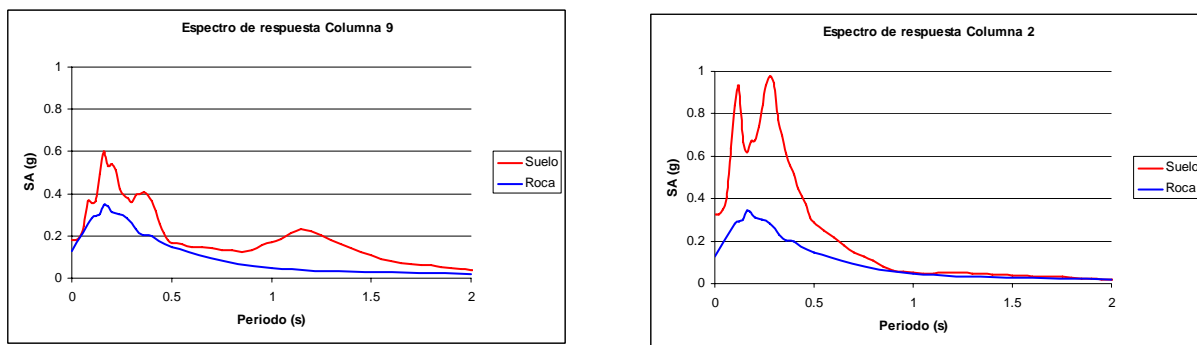 Espectro de respuesta Columna 9
1
0.8
0.6
0.4
0.2
0
SA (g)
0
0.5
1
1.5
2
Periodo (s)
Suelo
Roca
Espectro de respuesta Columna 2
1
0.8
0.6
0.4
0.2
0
SA (g)
0
0.5
1
1.5
2
Periodo (s)
Suelo
Roca